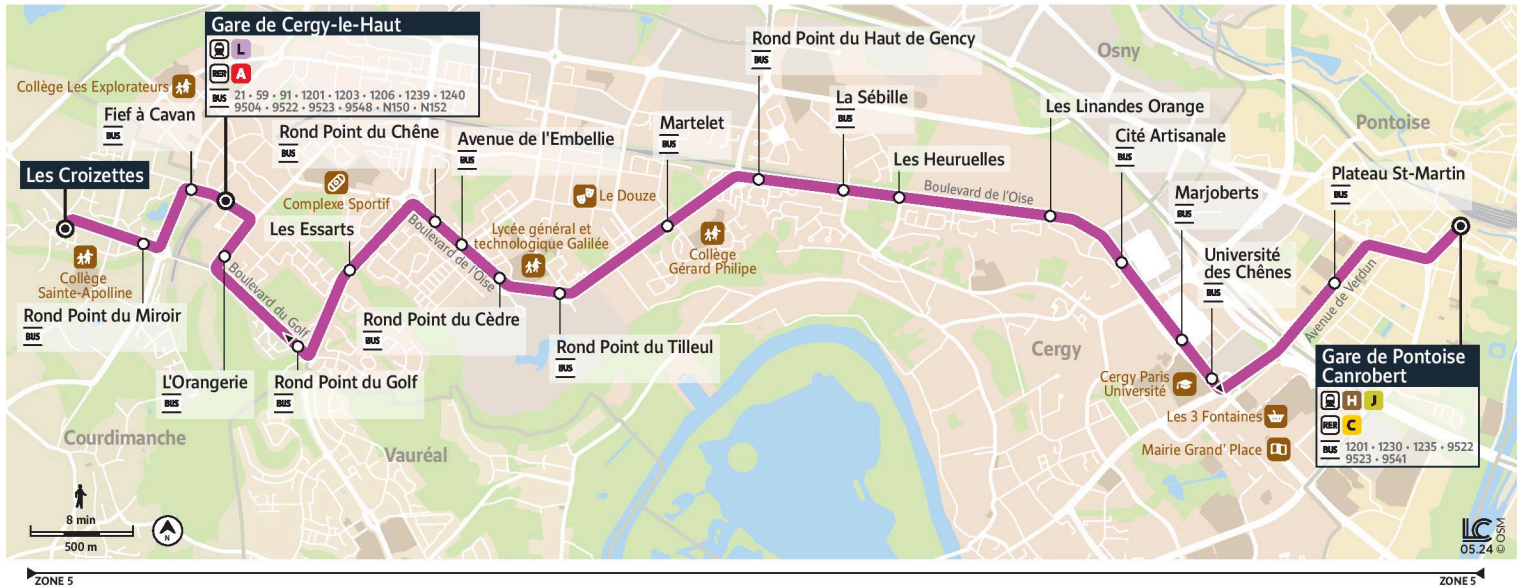 Gare de Cergy-le-Haut
L
RER A
BUS 21 • 59 • 91 • 1201 • 1203 • 1206 • 1239 • 1240
9504 • 9522 • 9523 • 9548 • N150 • N152
Collège Les Explorateurs
Fief à Cavan
BUS
Les Croizettes
Collège
Sainte-Apolline
Rond Point du Miroir
BUS
Rond Point du Chêne
BUS
Complexe Sportif
Les Essarts
Boulevard du Golf
L'Orangerie
BUS
Rond Point du Golf
BUS
Avenue de l'Embellie
BUS
Boulevard de l'Oise
Lycée général et
technologique Galilée
Le Douze
Rond Point du Cèdre
BUS
Rond Point du Tilleul
BUS
Martelet
BUS
Collège
Gérard Philipe
Rond Point du Haut de Gency
BUS
La Sébille
BUS
Les Heuruelles
Boulevard de l'Oise
Osny
Les Linandes Orange
Cité Artisanale
BUS
Marjoberts
BUS
Université
des Chênes
BUS
Pontoise
Plateau St-Martin
BUS
Avenue de Verdun
Cergy
Cergy Paris
Université
Les 3 Fontaines
Mairie Grand' Place
Gare de Pontoise
Canrobert
H J
RER C
BUS 1201 • 1230 • 1235 • 9522
9523 • 9541
Courdimanche
Vauréal
8 min
500 m
N
LC
05.24 © OSM
ZONE 5
ZONE 5